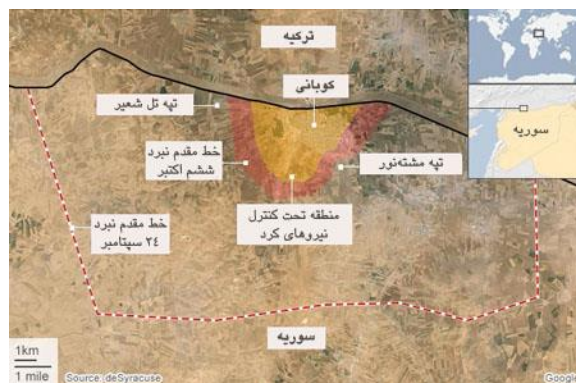 ترکیه
کوبانی
تپه تل شعیر
خط مقدم نبرد
ششم اکتبر
تپه مشته‌نور
منطقه تحت کنترل
نیروهای کرد
خط مقدم نبرد
٢٤ سپتامبر
سوریه
سوریه
1km
1 mile
Source: deSyracuse
Google